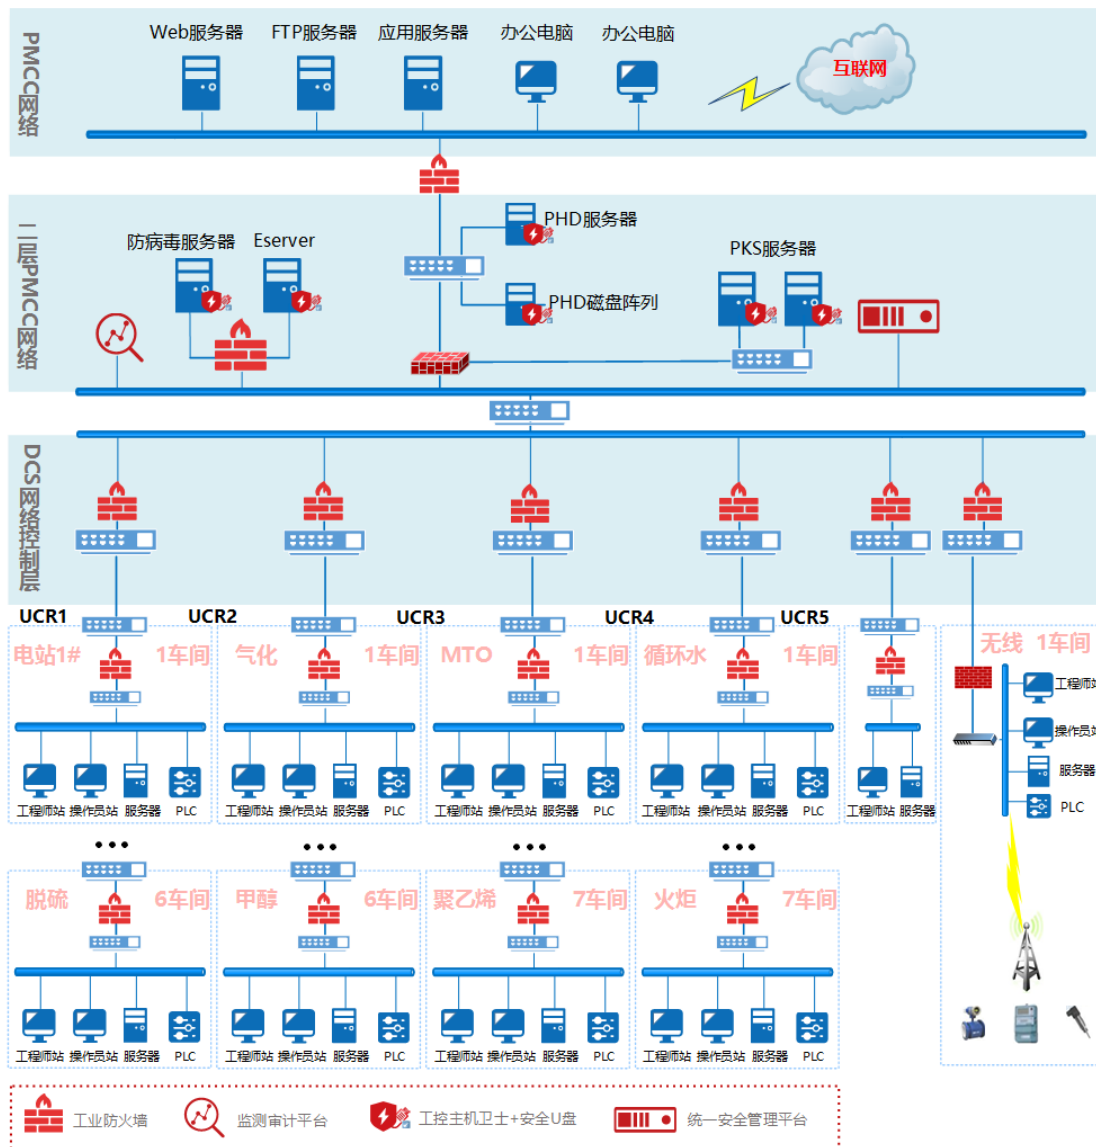 PMCC网络
Web服务器
FTP服务器
应用服务器
办公电脑
办公电脑
互联网
二层PMCC网络
防病毒服务器
Eserver
PHD服务器
PHD磁盘阵列
PKS服务器
DCS网络控制层
UCR1
UCR2
UCR3
UCR4
UCR5
电站1#
1车间
气化
1车间
MTO
1车间
循环水
1车间
无线 1车间
工程师站
操作员站
服务器
PLC
工程师站
操作员站
服务器
PLC
工程师站
操作员站
服务器
PLC
工程师站
操作员站
服务器
PLC
工程师站
操作员站
服务器
PLC
工程师站
服务器
•••
•••
•••
•••
脱硫
6车间
甲醇
6车间
聚乙烯
7车间
火炬
7车间
工程师站
操作员站
服务器
PLC
工程师站
操作员站
服务器
PLC
工程师站
操作员站
服务器
PLC
工程师站
操作员站
服务器
PLC
工业防火墙
监测审计平台
工控主机卫士+安全U盘
统一安全管理平台